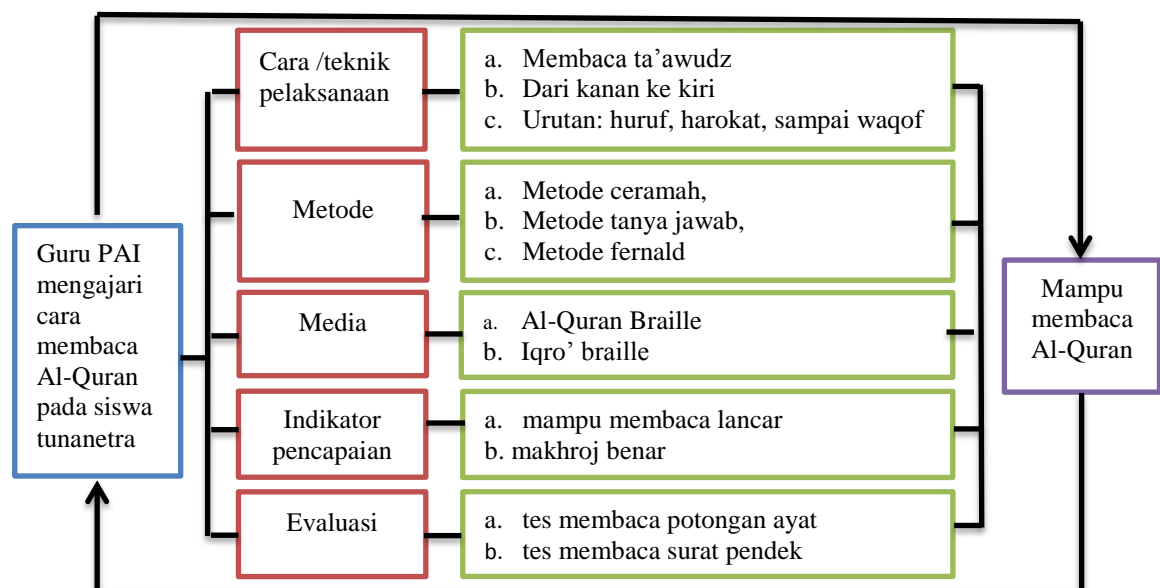 Guru PAI
mengajari
cara
membaca
Al-Quran
pada siswa
tunanetra
Cara /teknik
pelaksanaan
a. Membaca ta’awudz
b. Dari kanan ke kiri
c. Urutan: huruf, harokat, sampai waqof
Metode
a. Metode ceramah,
b. Metode tanya jawab,
c. Metode fernald
Media
a. Al-Quran Braille
b. Iqro’ braille
Indikator
pencapaian
a. mampu membaca lancar
b. makhroj benar
Evaluasi
a. tes membaca potongan ayat
b. tes membaca surat pendek
Mampu
membaca
Al-Quran